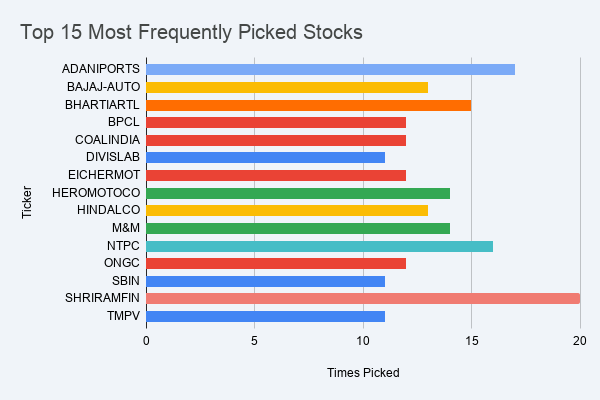 Top 15 Most Frequently Picked Stocks
Ticker
ADANIPORTS
BAJAJ-AUTO
BHARTIARTL
BPCL
COALINDIA
DIVISLAB
EICHERMOT
HEROMOTOCO
HINDALCO
M&M
NTPC
ONGC
SBIN
SHRIRAMFIN
TMPV
0 5 10 15 20
Times Picked